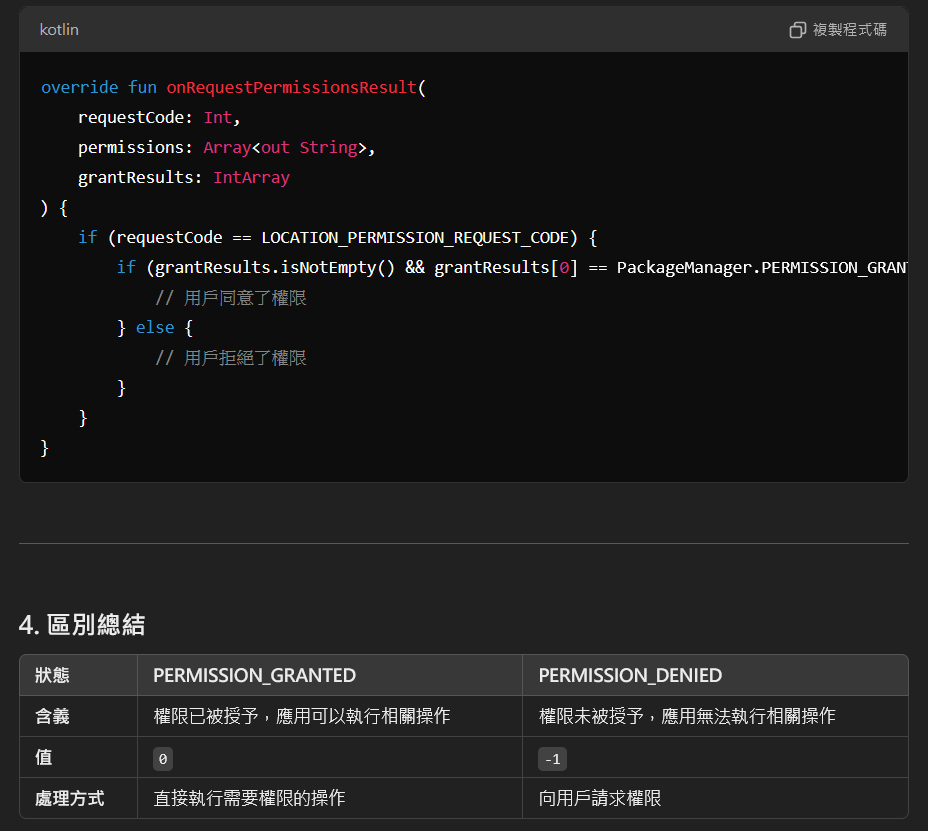 kotlin
複製程式碼
override fun onRequestPermissionsResult(
requestCode: Int,
permissions: Array<out String>,
grantResults: IntArray
) {
if (requestCode == LOCATION_PERMISSION_REQUEST_CODE) {
if (grantResults.isNotEmpty() && grantResults[0] == PackageManager.PERMISSION_GRANT
// 用戶同意了權限
} else {
// 用戶拒絕了權限
}
}
}
4. 區別總結
狀態 PERMISSION_GRANTED PERMISSION_DENIED
含義 權限已被授予，應用可以執行相關操作 權限未被授予，應用無法執行相關操作
值 0 -1
處理方式 直接執行需要權限的操作 向用戶請求權限